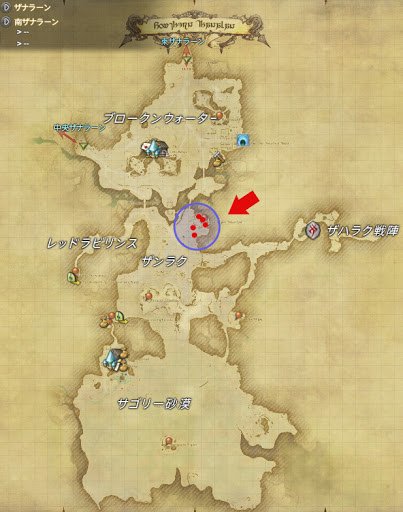 ザナラーン
南ザナラーン
> --
> --
東ザナラーン
ブロークンウォーター
中央ザナラーン
レッドラビリンス
ザンラク
ザハラク戦陣
サゴリー砂漠